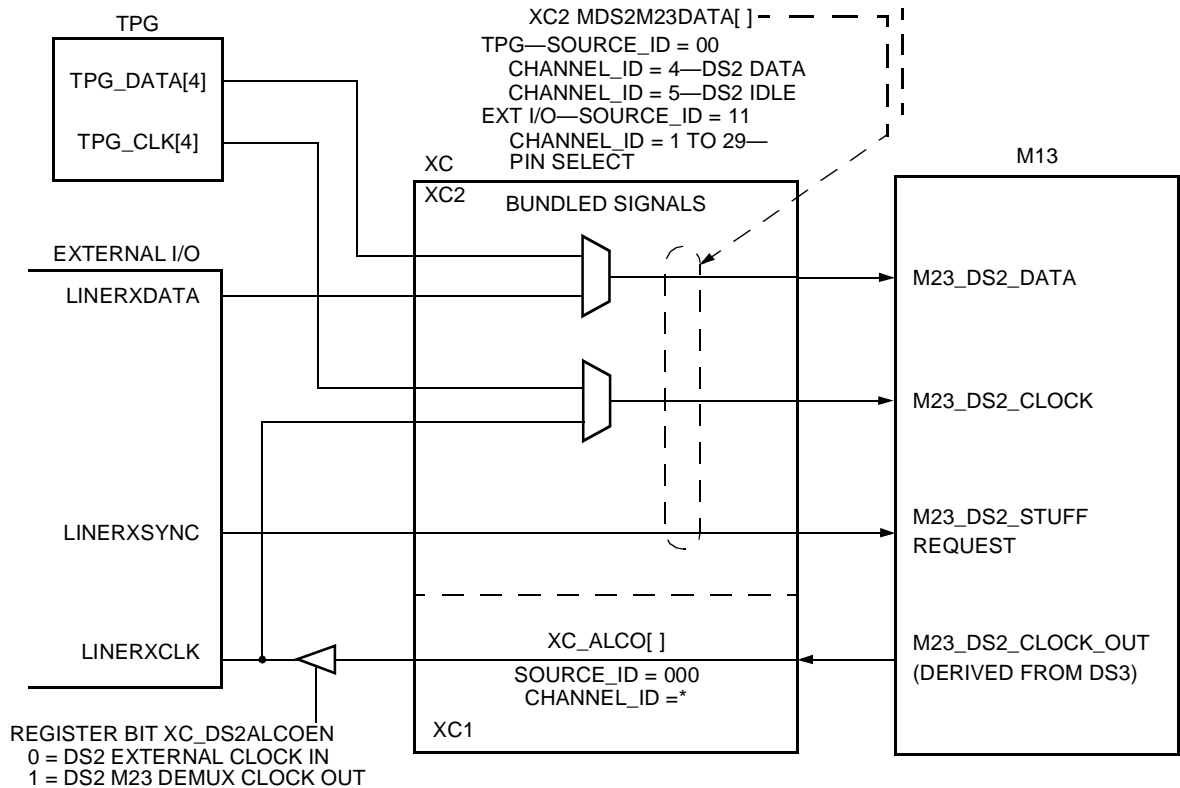 TPG
TPG_DATA[4]
TPG_CLK[4]
XC2 MDS2M23DATA[ ]
TPG—SOURCE_ID = 00
CHANNEL_ID = 4—DS2 DATA
CHANNEL_ID = 5—DS2 IDLE
EXT I/O—SOURCE_ID = 11
CHANNEL_ID = 1 TO 29—
PIN SELECT
XC
XC2
BUNDLED SIGNALS
M13
EXTERNAL I/O
LINERXDATA
M23_DS2_DATA
M23_DS2_CLOCK
LINERXSYNC
M23_DS2_STUFF
REQUEST
LINERXCLK
XC_ALCO[ ]
SOURCE_ID = 000
CHANNEL_ID =*
XC1
M23_DS2_CLOCK_OUT
(DERIVED FROM DS3)
REGISTER BIT XC_DS2ALCOEN
0 = DS2 EXTERNAL CLOCK IN
1 = DS2 M23 DEMUX CLOCK OUT